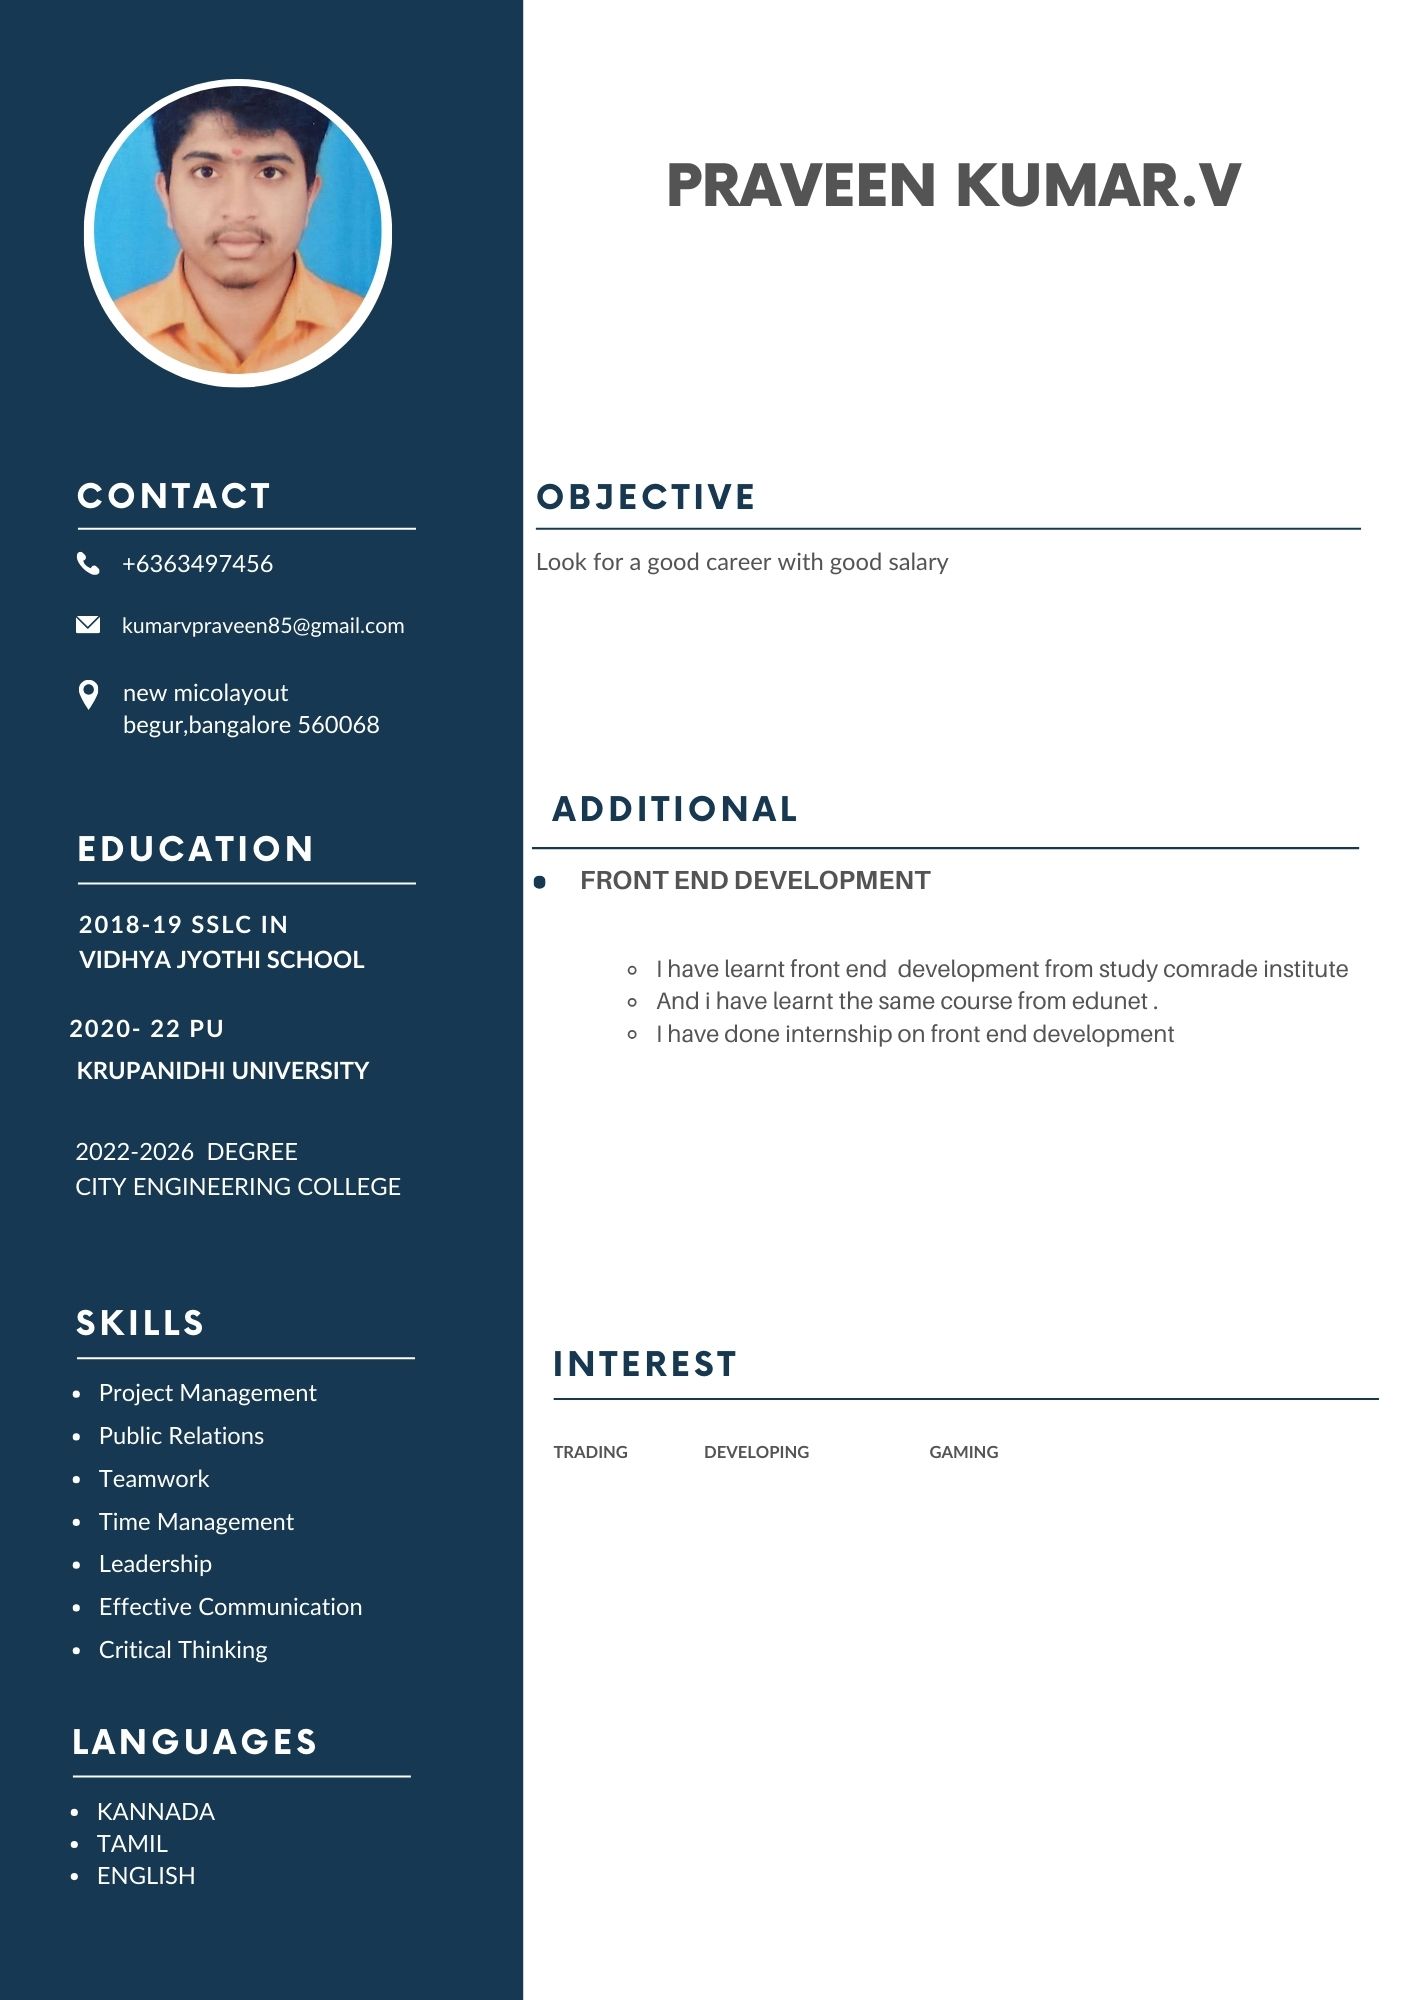 PRAVEEN KUMAR.V
CONTACT
+6363497456
kumarvpraveen85@gmail.com
new micolayout
begur,bangalore 560068
EDUCATION
2018-19 SSLC IN
VIDHYA JYOTHI SCHOOL
2020- 22 PU
KRUPANIDHI UNIVERSITY
2022-2026  DEGREE
CITY ENGINEERING COLLEGE
SKILLS
• Project Management
• Public Relations
• Teamwork
• Time Management
• Leadership
• Effective Communication
• Critical Thinking
LANGUAGES
• KANNADA
• TAMIL
• ENGLISH
OBJECTIVE
Look for a good career with good salary
ADDITIONAL
• FRONT END DEVELOPMENT
◦ I have learnt front end  development from study comrade institute
◦ And i have learnt the same course from edunet .
◦ I have done internship on front end development
INTEREST
TRADING DEVELOPING GAMING